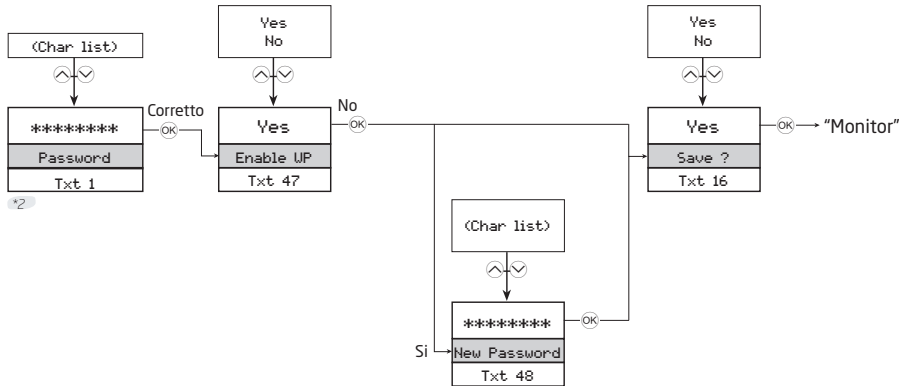 (Char list)
********
Password
Txt 1
*2
Corretto
OK
Yes
No
Yes
Enable WP
Txt 47
No
OK
Si
(Char list)
********
New Password
Txt 48
OK
Yes
No
Yes
Save ?
Txt 16
OK
"Monitor"